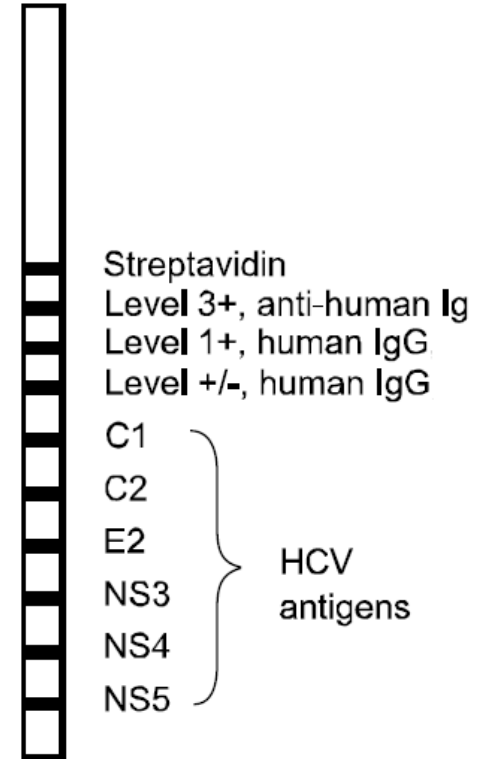 Streptavidin
Level 3+, anti-human Ig
Level 1+, human IgG
Level +/-, human IgG
C1
C2
E2
NS3
NS4
NS5
HCV
antigens